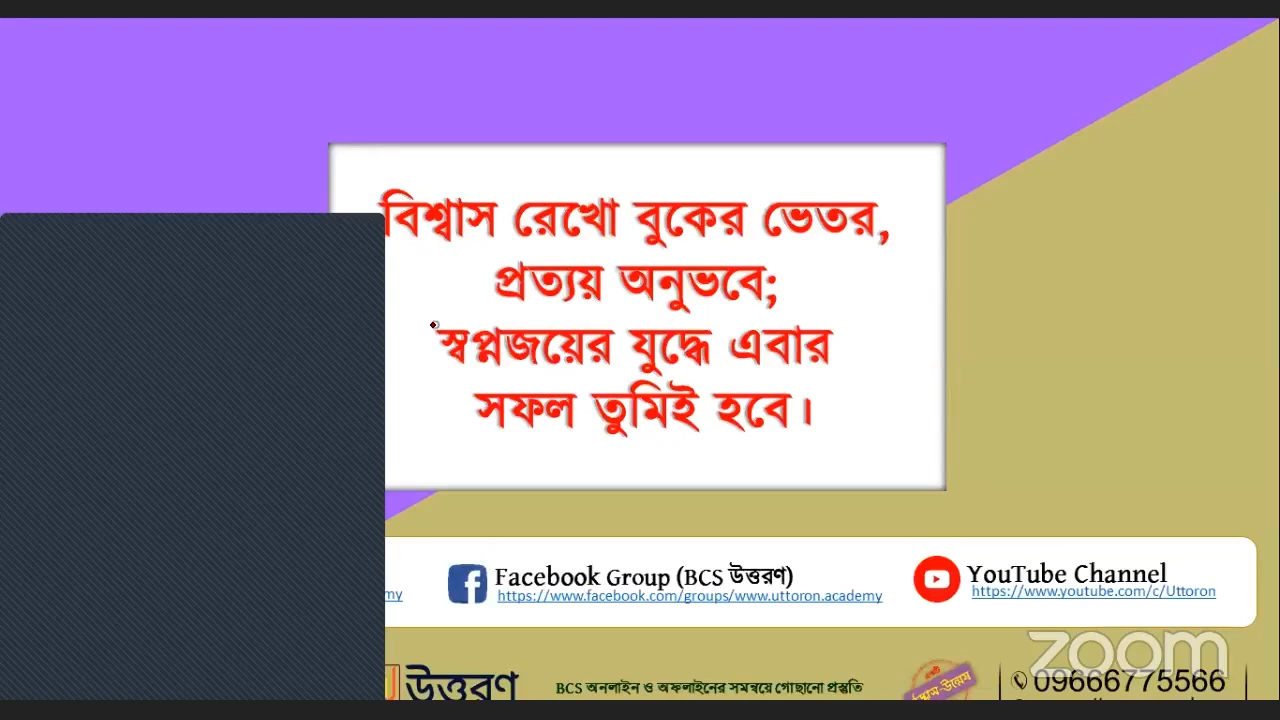 বিশ্বাস রেখো বুকের ভেতর,
প্রত্যয় অনুভবে;
স্বপ্নজয়ের যুদ্ধে এবার
সফল তুমিই হবে।
my
Facebook Group (BCS উত্তরণ)
https://www.facebook.com/groups/www.uttoron.academy
YouTube Channel
https://www.youtube.com/c/Uttoron
zoom
উত্তরণ
BCS অনলাইন ও অফলাইনের সমন্বয়ে গোছানো প্রস্তুতি
09666775566